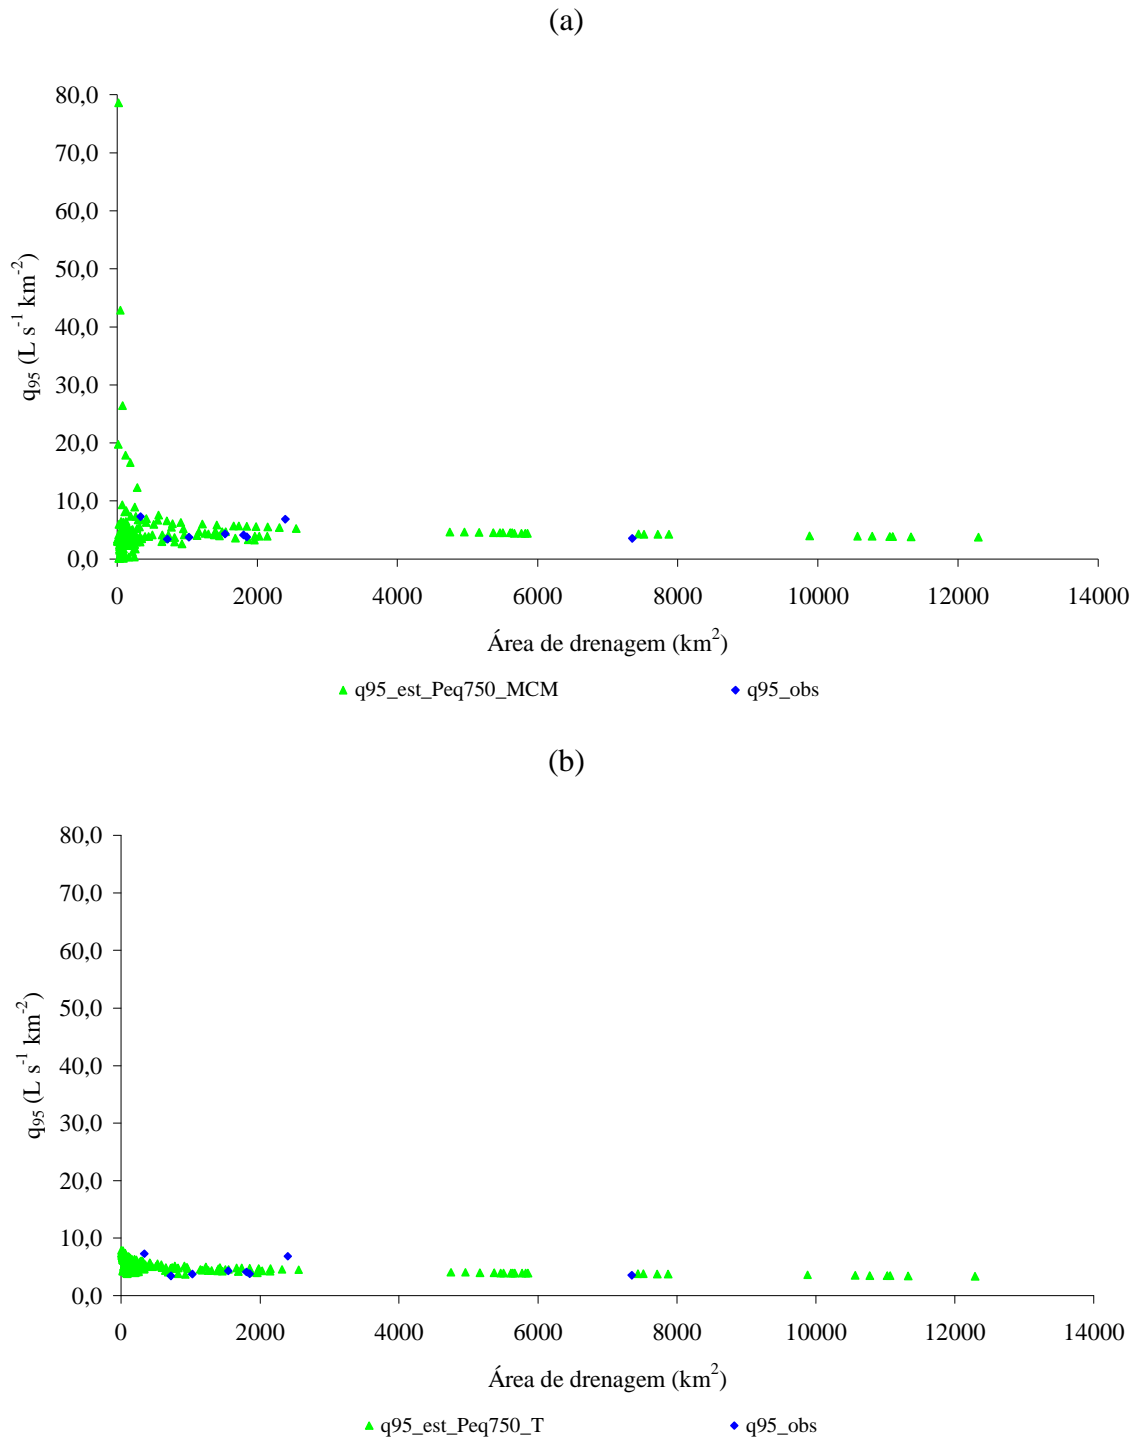 (a)
80,0
70,0
60,0
50,0
40,0
30,0
20,0
10,0
0,0
q95 (L s-1 km-2)
0 2000 4000 6000 8000 10000 12000 14000
Área de drenagem (km2)
q95_est_Peq750_MCM q95_obs
(b)
80,0
70,0
60,0
50,0
40,0
30,0
20,0
10,0
0,0
q95 (L s-1 km-2)
0 2000 4000 6000 8000 10000 12000 14000
Área de drenagem (km2)
q95_est_Peq750_T q95_obs